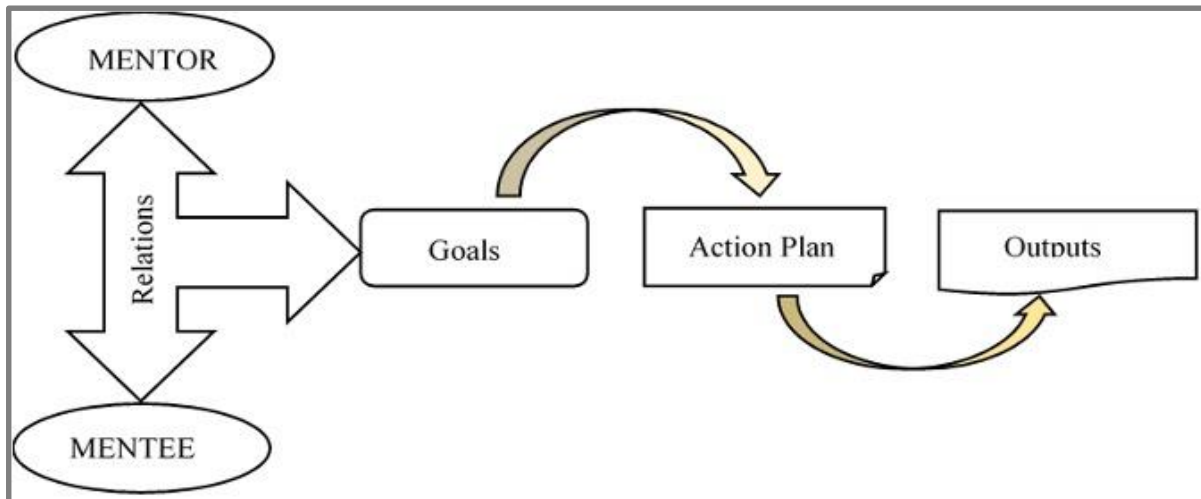 MENTOR
Relations
Goals
Action Plan
Outputs
MENTEE